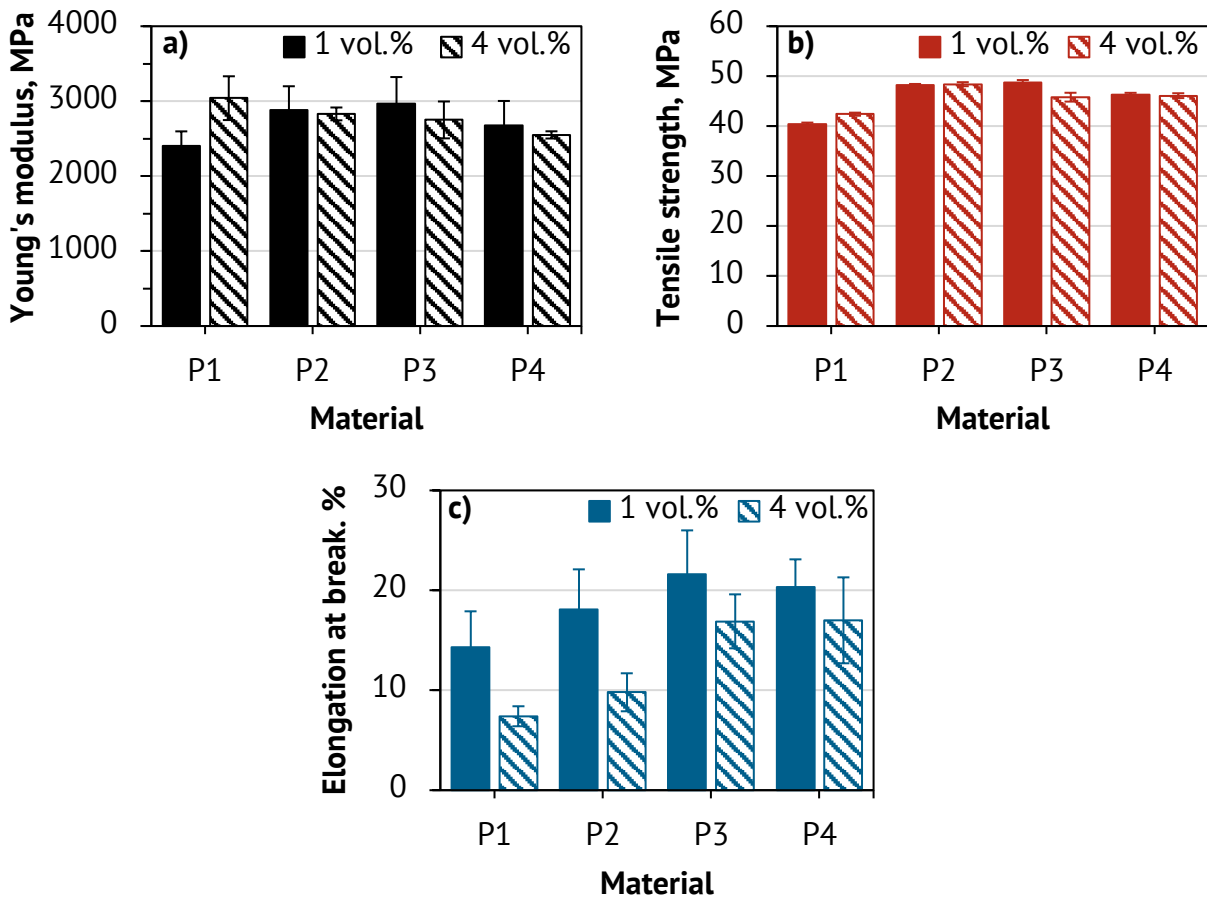 Young's modulus, MPa
4000
3000
2000
1000
0
a)
1 vol.%
4 vol.%
P1
P2
P3
P4
Material
Tensile strength, MPa
60
50
40
30
20
10
0
b)
1 vol.%
4 vol.%
P1
P2
P3
P4
Material
Elongation at break. %
30
20
10
0
c)
1 vol.%
4 vol.%
P1
P2
P3
P4
Material